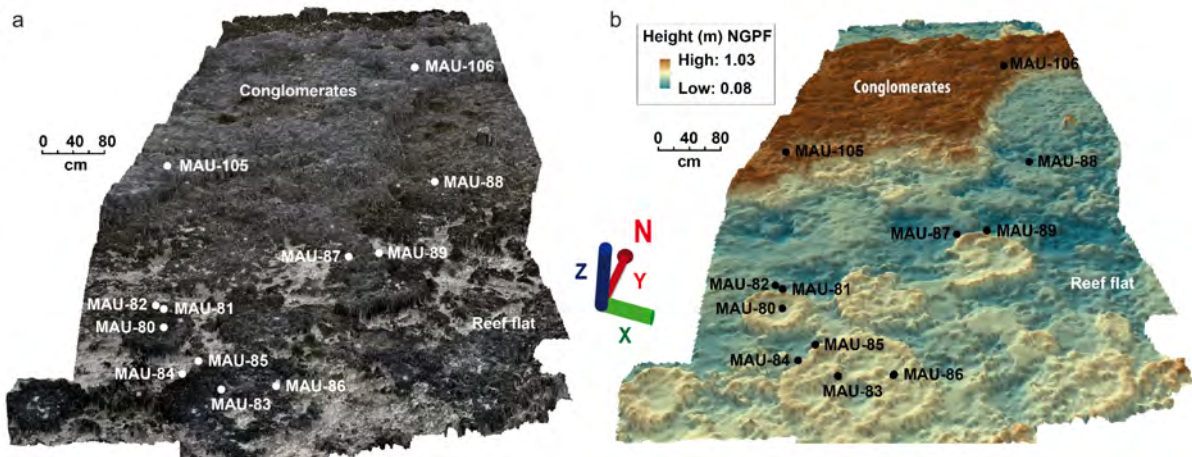 a
MAU-106
Conglomerates
0 40 80
cm
MAU-105
MAU-88
MAU-87
MAU-89
MAU-82
MAU-81
MAU-80
Reef flat
MAU-85
MAU-84
MAU-86
MAU-83
Z
N
Y
X
b
Height (m) NGPF
High: 1.03
Low: 0.08
MAU-106
Conglomerates
0 40 80
cm
MAU-105
MAU-88
MAU-87
MAU-89
MAU-82
MAU-81
Reef flat
MAU-80
MAU-85
MAU-84
MAU-86
MAU-83